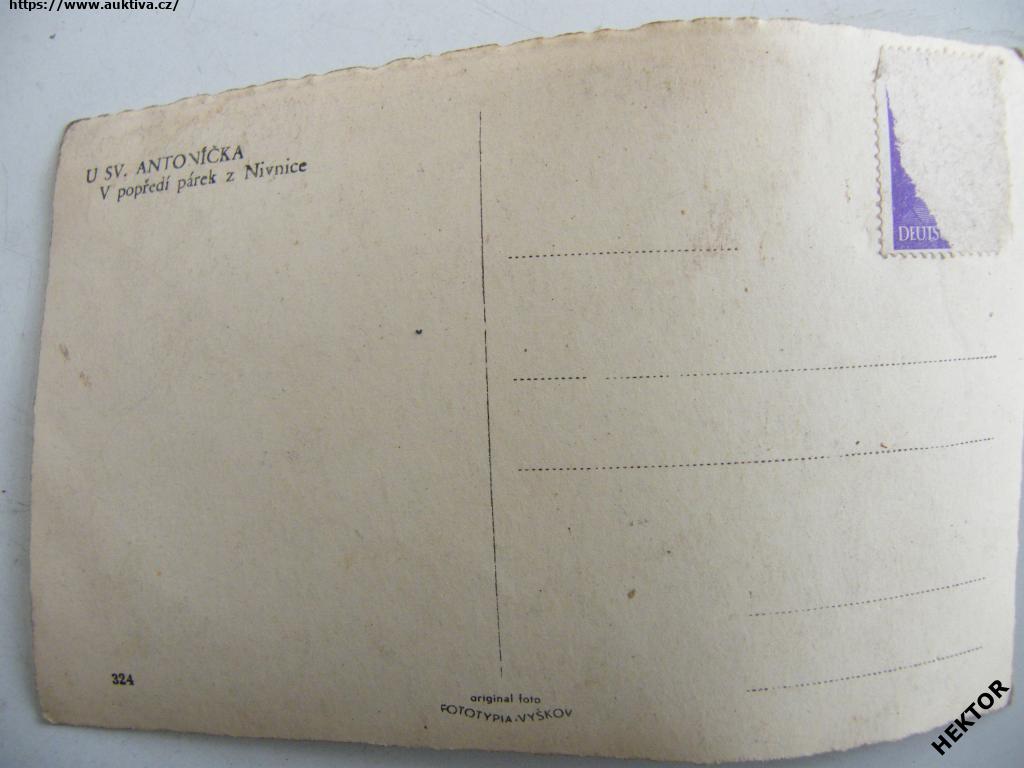 https://www.auktiva.cz/
U SV. ANTONÍČKA
V popředí párek z Nivnice
DEUTS
324
original foto
FOTOTYPIA-VYŠKOV
HEKTOR